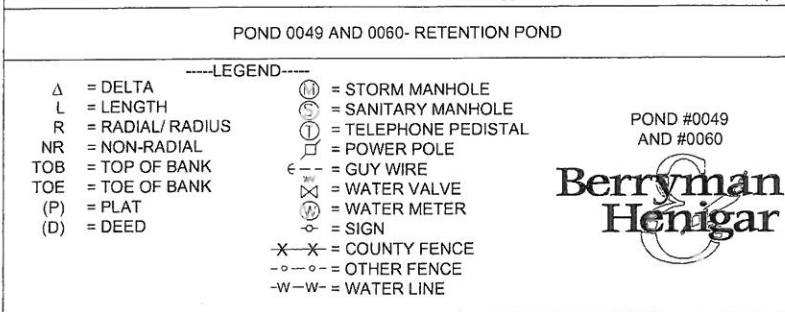 POND 0049 AND 0060- RETENTION POND
-----LEGEND-----
Δ = DELTA
L = LENGTH
R = RADIAL/ RADIUS
NR = NON-RADIAL
TOB = TOP OF BANK
TOE = TOE OF BANK
(P) = PLAT
(D) = DEED
M = STORM MANHOLE
S = SANITARY MANHOLE
T = TELEPHONE PEDISTAL
= POWER POLE
= GUY WIRE
WV = WATER VALVE
W = WATER METER
= SIGN
-X-X- = COUNTY FENCE
-o-o- = OTHER FENCE
-W-W- = WATER LINE
POND #0049
AND #0060
Berryman
&
Henigar